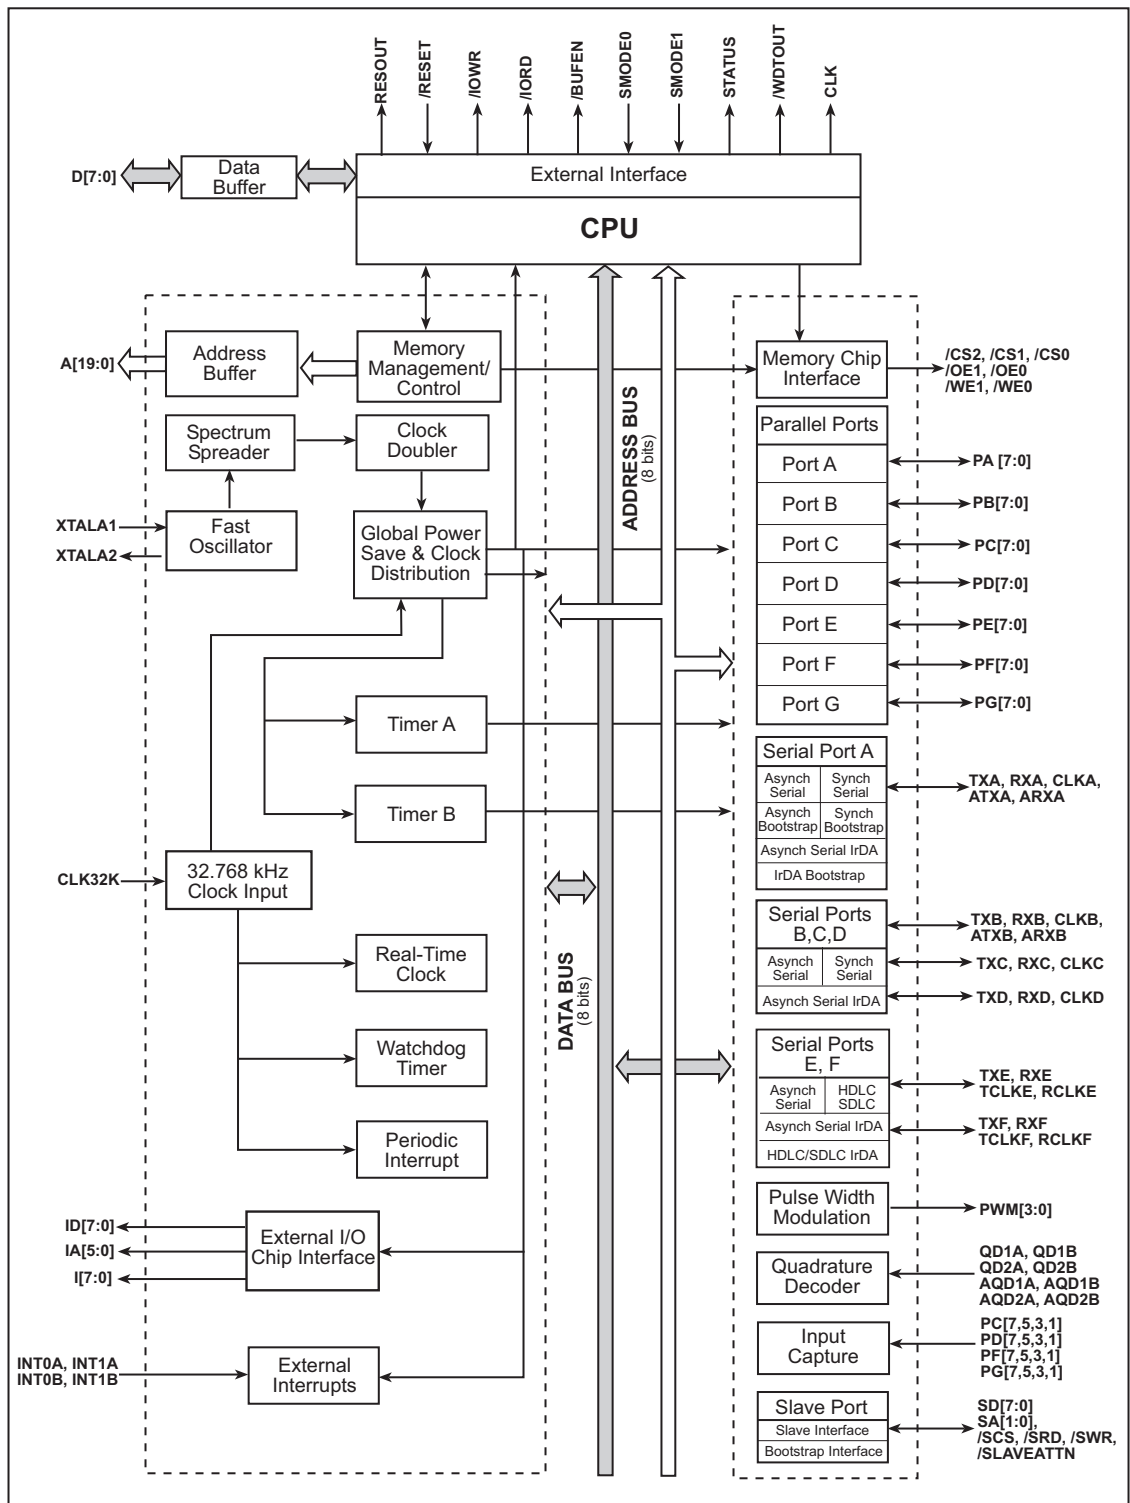 RESOUT
/RESET
/IOWR
/IORD
/BUFEN
SMODE0
SMODE1
STATUS
/WDTOUT
CLK
D[7:0]
Data
Buffer
External Interface
CPU
A[19:0]
Address
Buffer
Memory
Management/
Control
Memory Chip
Interface
/CS2, /CS1, /CS0
/OE1, /OE0
/WE1, /WE0
Spectrum
Spreader
Clock
Doubler
ADDRESS BUS
(8 bits)
XTALA1
XTALA2
Fast
Oscillator
Global Power
Save & Clock
Distribution
Parallel Ports
Port A
PA [7:0]
Port B
PB[7:0]
Port C
PC[7:0]
Port D
PD[7:0]
Port E
PE[7:0]
Port F
PF[7:0]
Port G
PG[7:0]
Timer A
Timer B
Serial Port A
Asynch
Serial
Synch
Serial
Asynch
Bootstrap
Synch
Bootstrap
Asynch Serial IrDA
IrDA Bootstrap
TXA, RXA, CLKA,
ATXA, ARXA
CLK32K
32.768 kHz
Clock Input
Real-Time
Clock
Watchdog
Timer
Periodic
Interrupt
DATA BUS
(8 bits)
Serial Ports
B,C,D
Asynch
Serial
Synch
Serial
Asynch Serial IrDA
TXB, RXB, CLKB,
ATXB, ARXB
TXC, RXC, CLKC
TXD, RXD, CLKD
Serial Ports
E, F
Asynch
Serial
HDLC
SDLC
Asynch Serial IrDA
HDLC/SDLC IrDA
TXE, RXE
TCLKE, RCLKE
TXF, RXF
TCLKF, RCLKF
ID[7:0]
IA[5:0]
I[7:0]
External I/O
Chip Interface
Pulse Width
Modulation
PWM[3:0]
Quadrature
Decoder
QD1A, QD1B
QD2A, QD2B
AQD1A, AQD1B
AQD2A, AQD2B
INT0A, INT1A
INT0B, INT1B
External
Interrupts
Input
Capture
PC[7,5,3,1]
PD[7,5,3,1]
PF[7,5,3,1]
PG[7,5,3,1]
Slave Port
Slave Interface
Bootstrap Interface
SD[7:0]
SA[1:0],
/SCS, /SRD, /SWR,
/SLAVEATTN